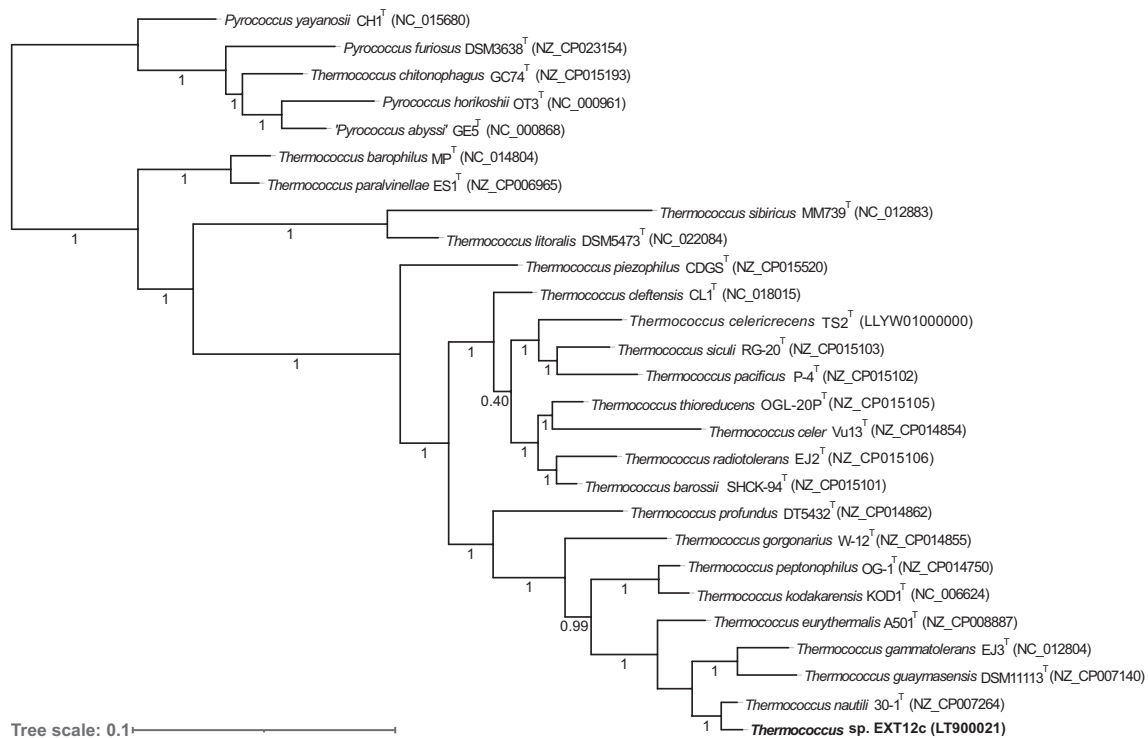 Pyrococcus yayanosii CH1T (NC_015680)
Pyrococcus furiosus DSM3638T (NZ_CP023154)
1
Thermococcus chitonophagus GC74T (NZ_CP015193)
1
Pyrococcus horikoshii OT3T (NC_000961)
1
'Pyrococcus abyssi' GE5T (NC_000868)
Thermococcus barophilus MPT (NC_014804)
1
Thermococcus paralvinellae ES1T (NZ_CP006965)
Thermococcus sibiricus MM739T (NC_012883)
1
1
Thermococcus litoralis DSM5473T (NC_022084)
Thermococcus piezophilus CDGST (NZ_CP015520)
1
Thermococcus cleftensis CL1T (NC_018015)
Thermococcus celericrecens TS2T (LLYW01000000)
1
1
Thermococcus siculi RG-20T (NZ_CP015103)
1
1
Thermococcus pacificus P-4T (NZ_CP015102)
0.40
Thermococcus thioreducens OGL-20PT (NZ_CP015105)
1
Thermococcus celer Vu13T (NZ_CP014854)
1
1
Thermococcus radiotolerans EJ2T (NZ_CP015106)
1
Thermococcus barossii SHCK-94T (NZ_CP015101)
Thermococcus profundus DT5432T (NZ_CP014862)
Thermococcus gorgonarius W-12T (NZ_CP014855)
1
Thermococcus peptonophilus OG-1T (NZ_CP014750)
1
1
Thermococcus kodakarensis KOD1T (NC_006624)
Thermococcus eurythermalis A501T (NZ_CP008887)
0.99
Thermococcus gammatolerans EJ3T (NC_012804)
1
1
Thermococcus guaymasensis DSM11113T (NZ_CP007140)
Thermococcus nautili 30-1T (NZ_CP007264)
1
Thermococcus sp. EXT12c (LT900021)
Tree scale: 0.1